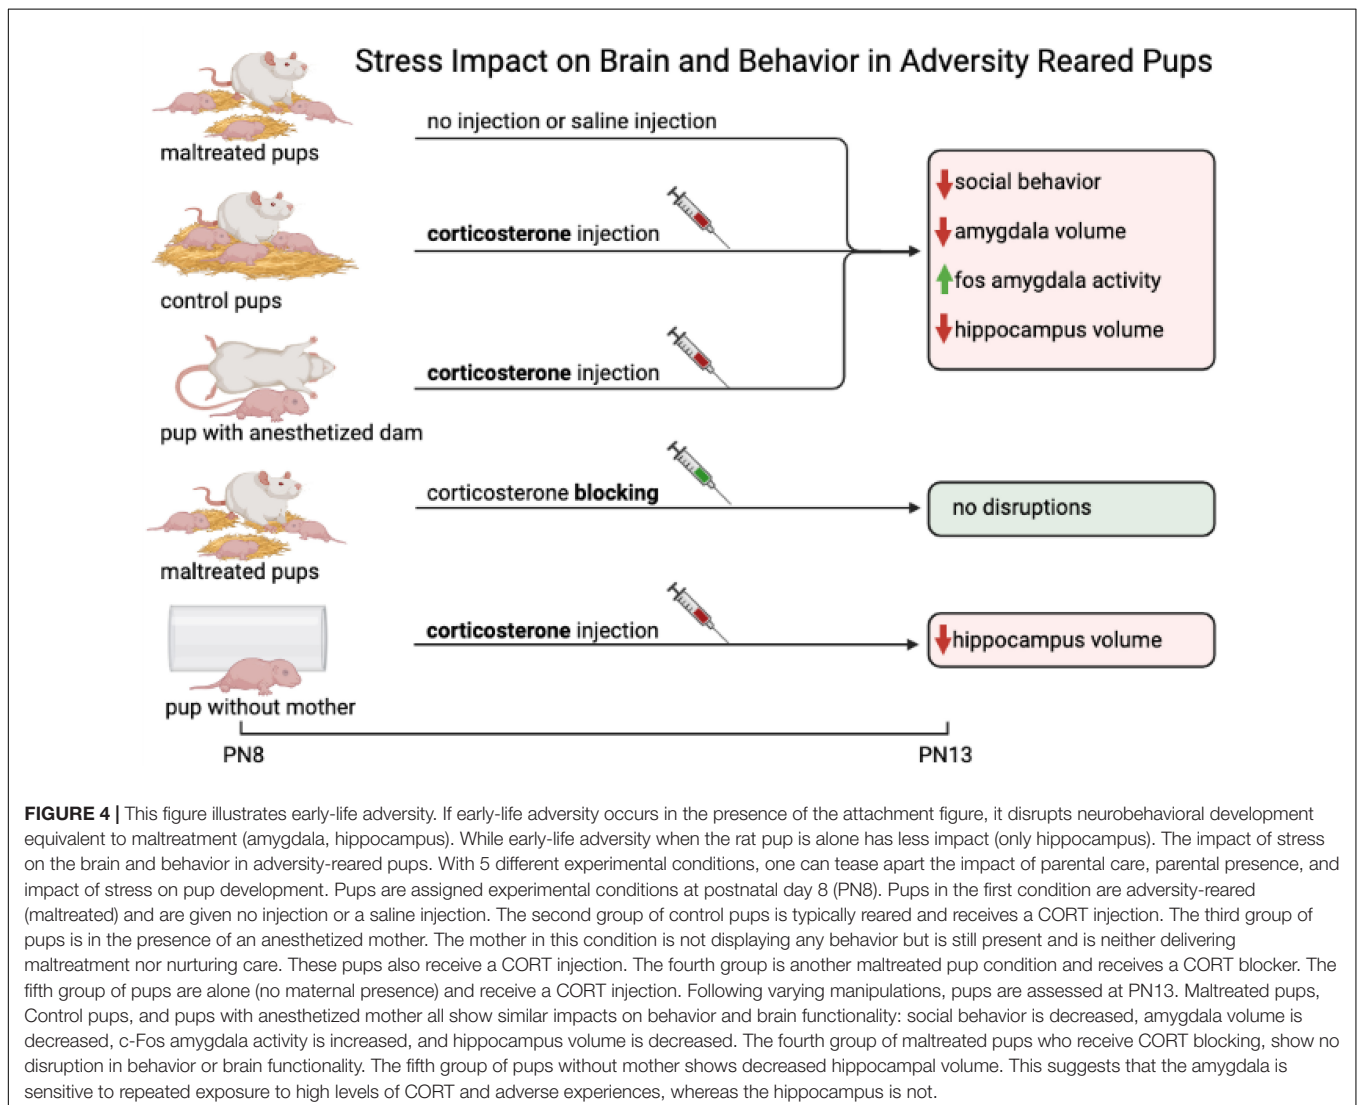 Stress Impact on Brain and Behavior in Adversity Reared Pups
maltreated pups
no injection or saline injection
control pups
corticosterone injection
pup with anesthetized dam
corticosterone injection
social behavior
amygdala volume
fos amygdala activity
hippocampus volume
maltreated pups
corticosterone blocking
no disruptions
pup without mother
corticosterone injection
hippocampus volume
PN8
PN13
FIGURE 4 | This figure illustrates early-life adversity. If early-life adversity occurs in the presence of the attachment figure, it disrupts neurobehavioral development
equivalent to maltreatment (amygdala, hippocampus). While early-life adversity when the rat pup is alone has less impact (only hippocampus). The impact of stress
on the brain and behavior in adversity-reared pups. With 5 different experimental conditions, one can tease apart the impact of parental care, parental presence, and
impact of stress on pup development. Pups are assigned experimental conditions at postnatal day 8 (PN8). Pups in the first condition are adversity-reared
(maltreated) and are given no injection or a saline injection. The second group of control pups is typically reared and receives a CORT injection. The third group of
pups is in the presence of an anesthetized mother. The mother in this condition is not displaying any behavior but is still present and is neither delivering
maltreatment nor nurturing care. These pups also receive a CORT injection. The fourth group is another maltreated pup condition and receives a CORT blocker. The
fifth group of pups are alone (no maternal presence) and receive a CORT injection. Following varying manipulations, pups are assessed at PN13. Maltreated pups,
Control pups, and pups with anesthetized mother all show similar impacts on behavior and brain functionality: social behavior is decreased, amygdala volume is
decreased, c-Fos amygdala activity is increased, and hippocampus volume is decreased. The fourth group of maltreated pups who receive CORT blocking, show no
disruption in behavior or brain functionality. The fifth group of pups without mother shows decreased hippocampal volume. This suggests that the amygdala is
sensitive to repeated exposure to high levels of CORT and adverse experiences, whereas the hippocampus is not.